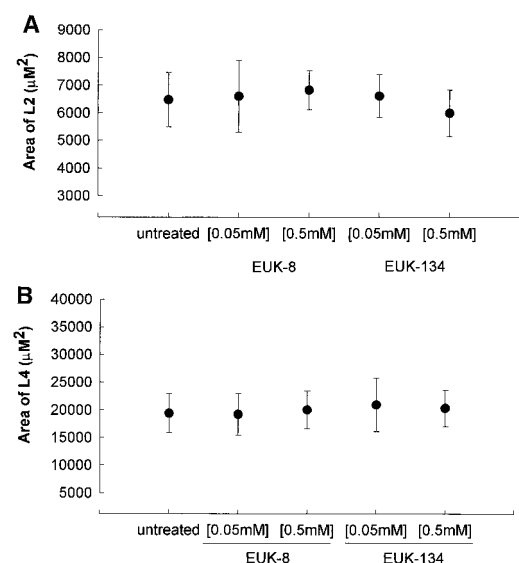 A
9000
8000
7000
6000
5000
4000
3000
Area of L2 (μM²)
untreated [0.05mM] [0.5mM] [0.05mM] [0.5mM]
EUK-8 EUK-134
B
40000
35000
30000
25000
20000
15000
10000
5000
Area of L4 (μM²)
untreated [0.05mM] [0.5mM] [0.05mM] [0.5mM]
EUK-8 EUK-134